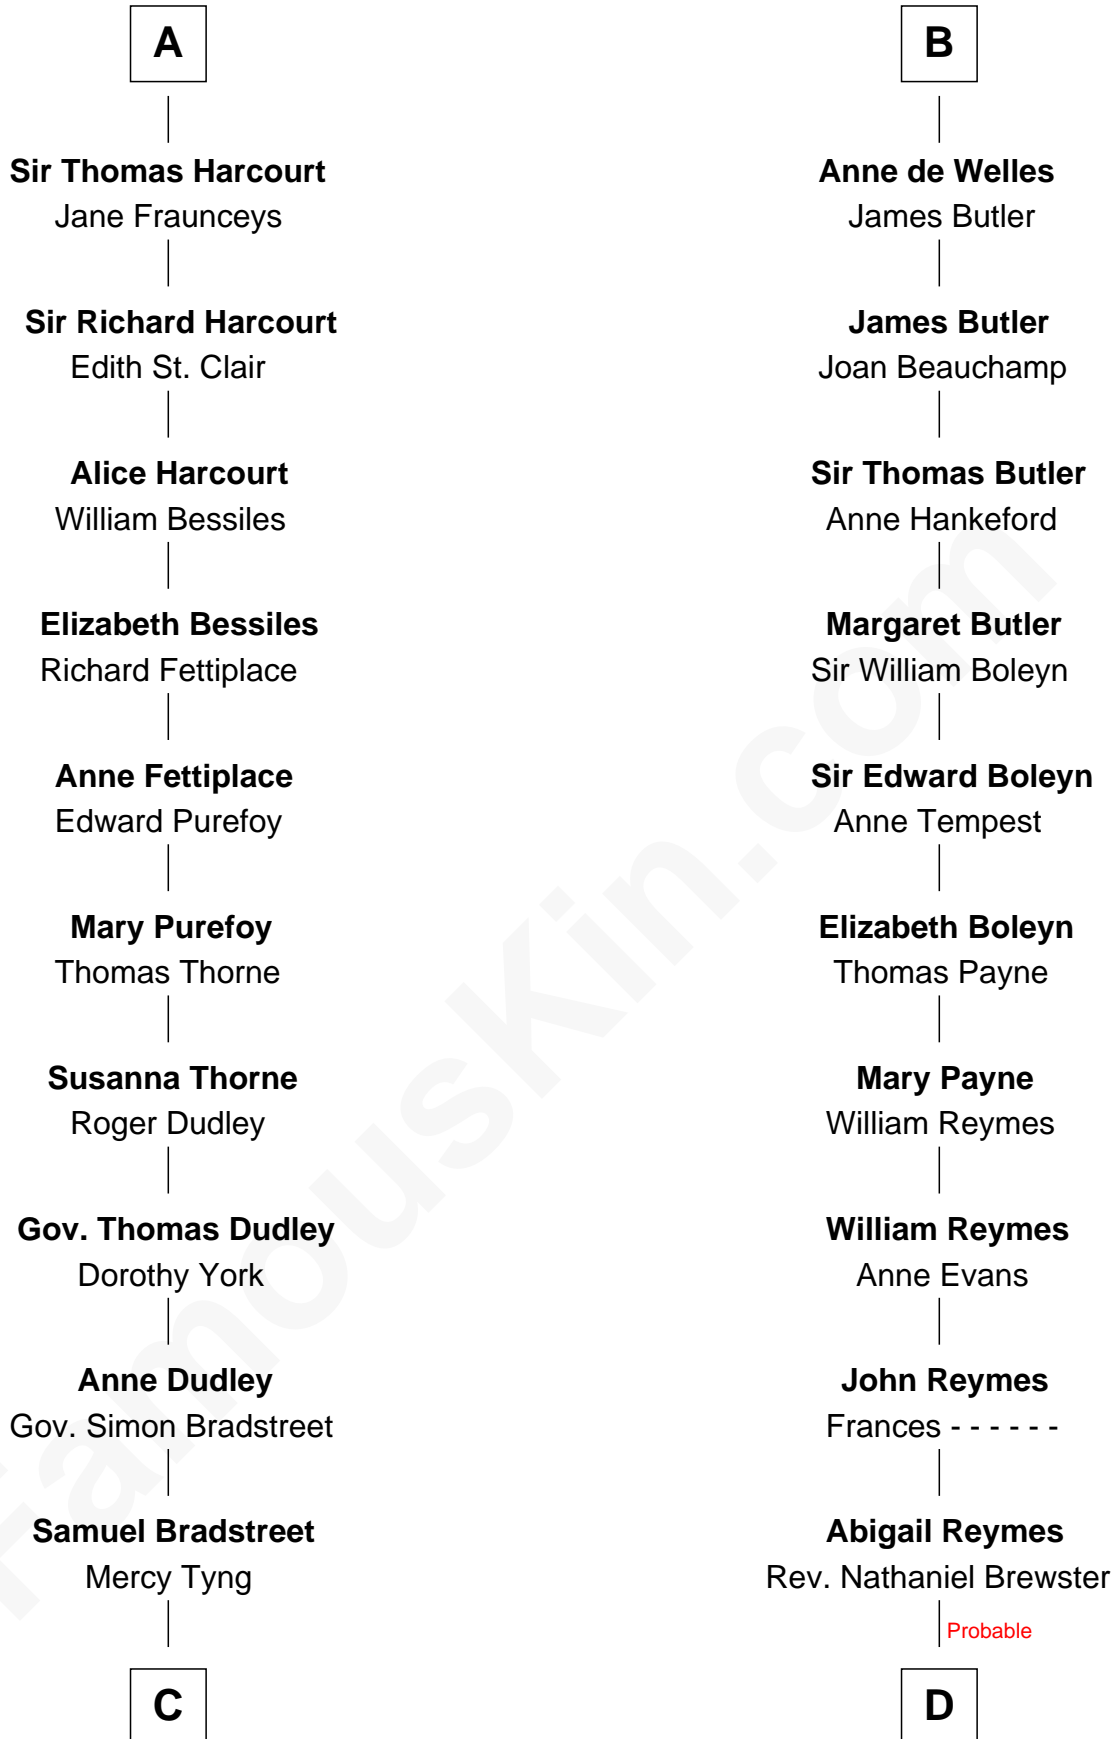 A
Sir Thomas Harcourt
Jane Fraunceys
Sir Richard Harcourt
Edith St. Clair
Alice Harcourt
William Bessiles
Elizabeth Bessiles
Richard Fettiplace
Anne Fettiplace
Edward Purefoy
Mary Purefoy
Thomas Thorne
Susanna Thorne
Roger Dudley
Gov. Thomas Dudley
Dorothy York
Anne Dudley
Gov. Simon Bradstreet
Samuel Bradstreet
Mercy Tyng
C
B
Anne de Welles
James Butler
James Butler
Joan Beauchamp
Sir Thomas Butler
Anne Hankeford
Margaret Butler
Sir William Boleyn
Sir Edward Boleyn
Anne Tempest
Elizabeth Boleyn
Thomas Payne
Mary Payne
William Reymes
William Reymes
Anne Evans
John Reymes
Frances - - - - - -
Abigail Reymes
Rev. Nathaniel Brewster
Probable
D
FamousKin.com